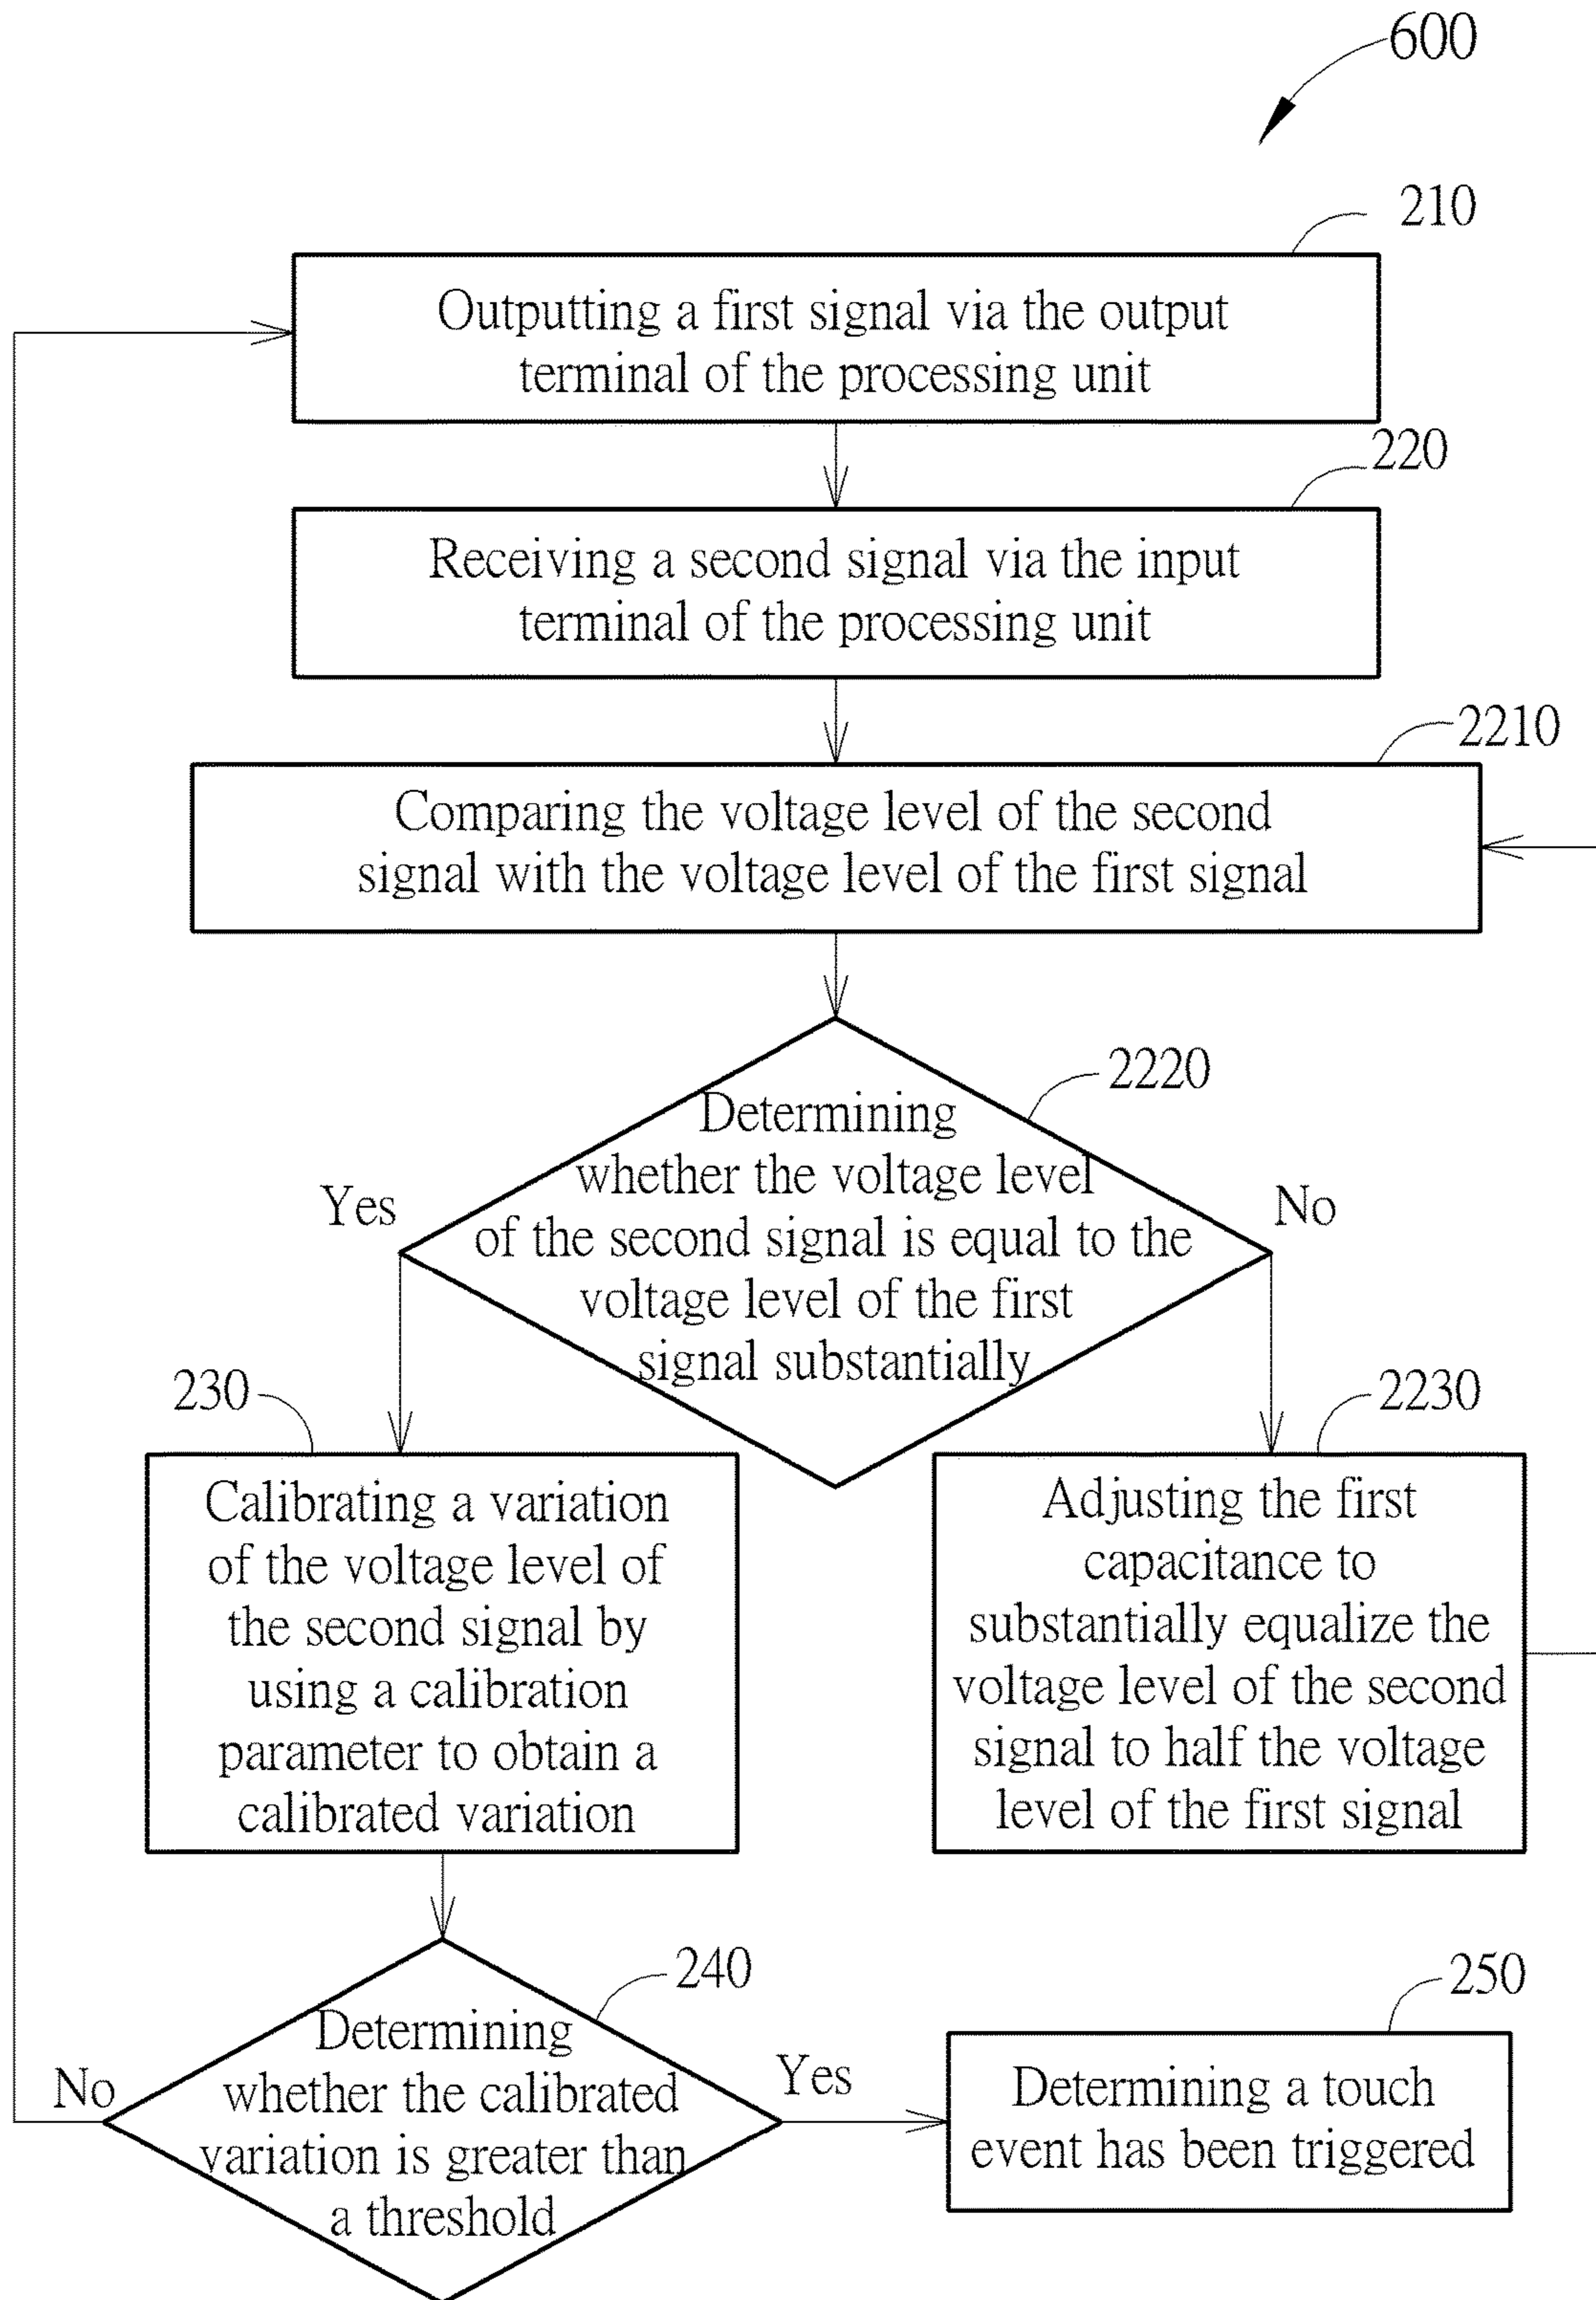 600
210
Outputting a first signal via the output
terminal of the processing unit
220
Receiving a second signal via the input
terminal of the processing unit
2210
Comparing the voltage level of the second
signal with the voltage level of the first signal
2220
Determining
whether the voltage level
of the second signal is equal to the
voltage level of the first
signal substantially
Yes
No
230
Calibrating a variation
of the voltage level of
the second signal by
using a calibration
parameter to obtain a
calibrated variation
2230
Adjusting the first
capacitance to
substantially equalize the
voltage level of the second
signal to half the voltage
level of the first signal
240
Determining
whether the calibrated
variation is greater than
a threshold
No
Yes
250
Determining a touch
event has been triggered